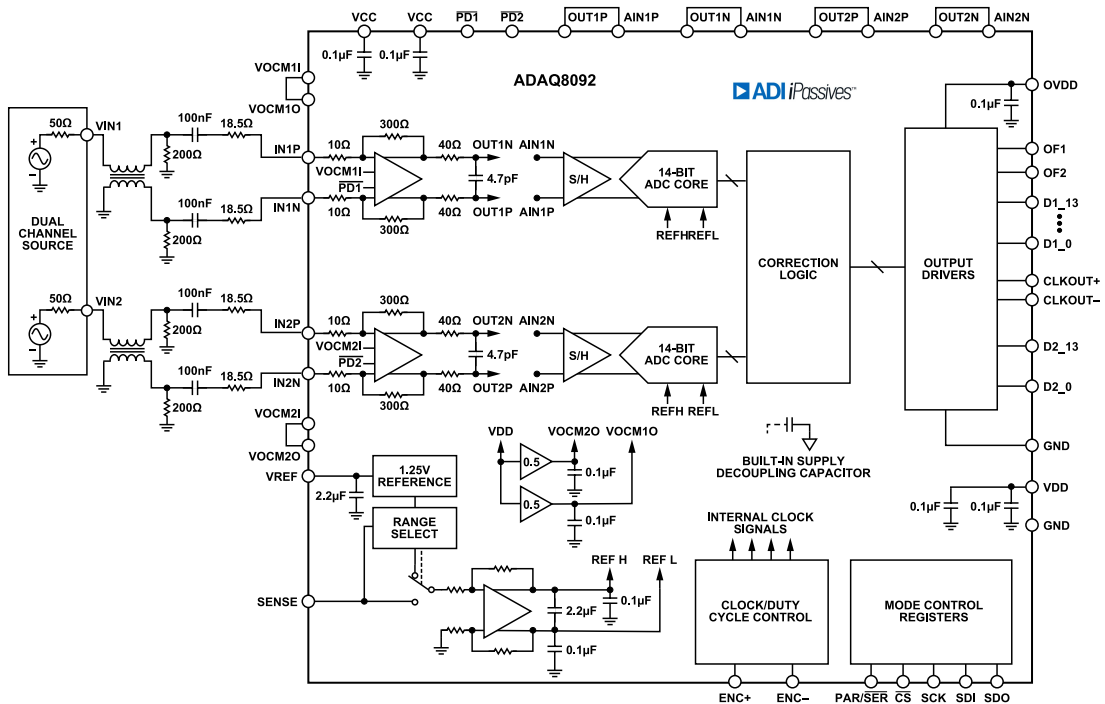 VCC
VCC
PD1
PD2
OUT1P
AIN1P
OUT1N
AIN1N
OUT2P
AIN2P
OUT2N
AIN2N
0.1µF
0.1µF
ADAQ8092
ADI iPassives™
VOCM1I
VOCM1O
OVDD
0.1µF
DUAL
CHANNEL
SOURCE
50Ω
VIN1
100nF
18.5Ω
200Ω
IN1P
100nF
18.5Ω
200Ω
IN1N
10Ω
300Ω
40Ω
OUT1N
AIN1N
VOCM1I
PD1
4.7pF
10Ω
300Ω
40Ω
OUT1P
AIN1P
S/H
14-BIT
ADC CORE
REFH
REFL
CORRECTION
LOGIC
OUTPUT
DRIVERS
OF1
OF2
D1_13
D1_0
CLKOUT+
CLKOUT–
D2_13
D2_0
GND
50Ω
VIN2
100nF
18.5Ω
200Ω
IN2P
100nF
18.5Ω
200Ω
IN2N
10Ω
300Ω
40Ω
OUT2N
AIN2N
VOCM2I
PD2
4.7pF
10Ω
300Ω
40Ω
OUT2P
AIN2P
S/H
14-BIT
ADC CORE
REFH
REFL
VOCM2I
VOCM2O
VREF
2.2µF
1.25V
REFERENCE
RANGE
SELECT
SENSE
VDD
VOCM2O
VOCM1O
0.5
0.1µF
0.5
0.1µF
BUILT-IN SUPPLY
DECOUPLING CAPACITOR
VDD
0.1µF
0.1µF
GND
REF H
REF L
0.1µF
2.2µF
0.1µF
INTERNAL CLOCK
SIGNALS
CLOCK/DUTY
CYCLE CONTROL
MODE CONTROL
REGISTERS
ENC+
ENC–
PAR/SER
CS
SCK
SDI
SDO